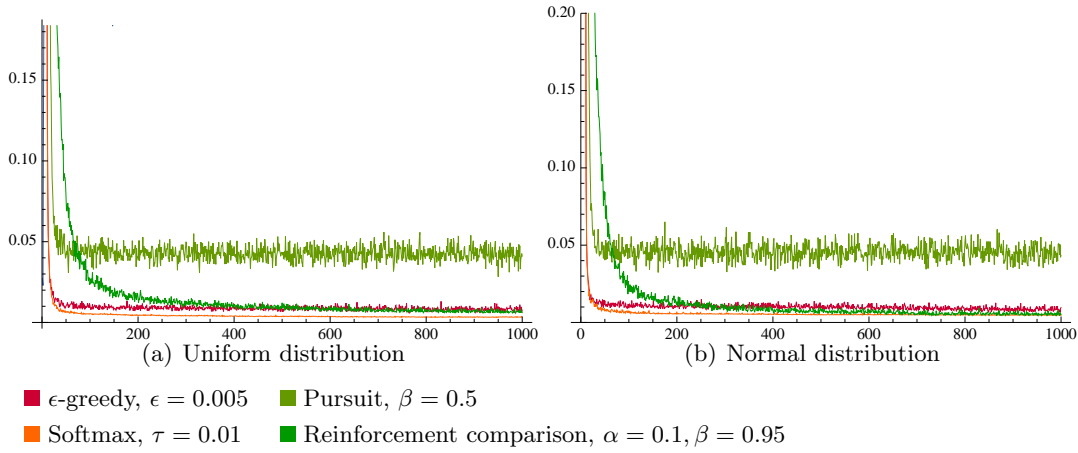 0.15
0.10
0.05
200 400 600 800 1000
(a) Uniform distribution
0.20
0.15
0.10
0.05
0 200 400 600 800 1000
(b) Normal distribution
ϵ-greedy, ϵ = 0.005
Pursuit, β = 0.5
Softmax, τ = 0.01
Reinforcement comparison, α = 0.1, β = 0.95